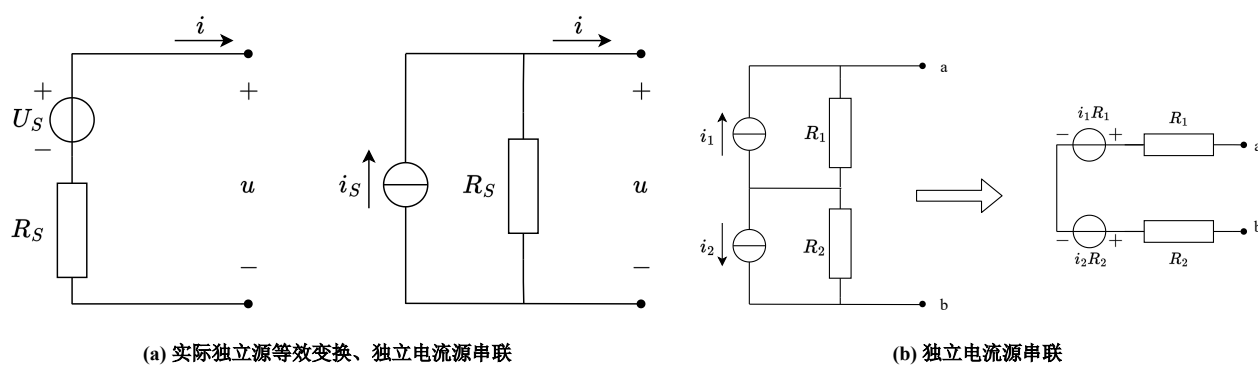 i
+
U_S
−
R_S
+
u
−
i
i_S
R_S
+
u
−
(a) 实际独立源等效变换、独立电流源串联
a
i_1
R_1
i_2
R_2
b
i_1R_1
−
+
R_1
a
−
+
i_2R_2
R_2
b
(b) 独立电流源串联